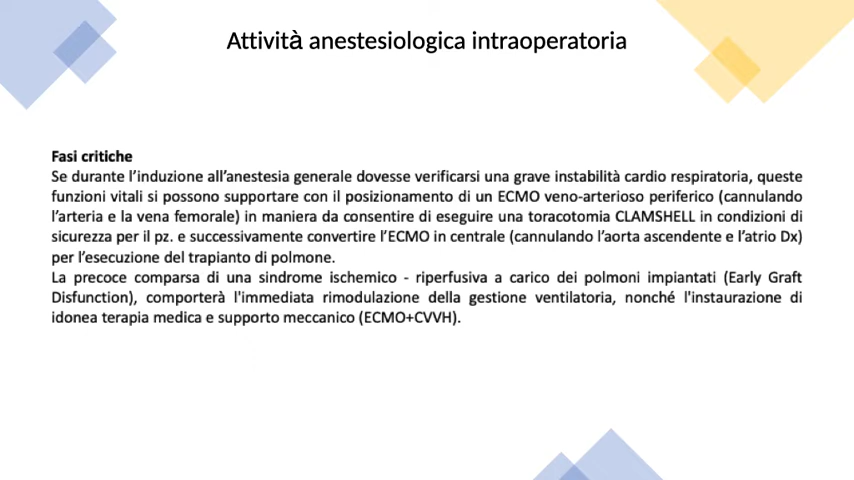 Attività anestesiologica intraoperatoria
Fasi critiche
Se durante l'induzione all'anestesia generale dovesse verificarsi una grave instabilità cardio respiratoria, queste
funzioni vitali si possono supportare con il posizionamento di un ECMO veno-arterioso periferico (cannulando
l'arteria e la vena femorale) in maniera da consentire di eseguire una toracotomia CLAMSHELL in condizioni di
sicurezza per il pz. e successivamente convertire l'ECMO in centrale (cannulando l'aorta ascendente e l'atrio Dx)
per l'esecuzione del trapianto di polmone.
La precoce comparsa di una sindrome ischemico - riperfusiva a carico dei polmoni impiantati (Early Graft
Disfunction), comporterà l'immediata rimodulazione della gestione ventilatoria, nonché l'instaurazione di
idonea terapia medica e supporto meccanico (ECMO+CVVH).